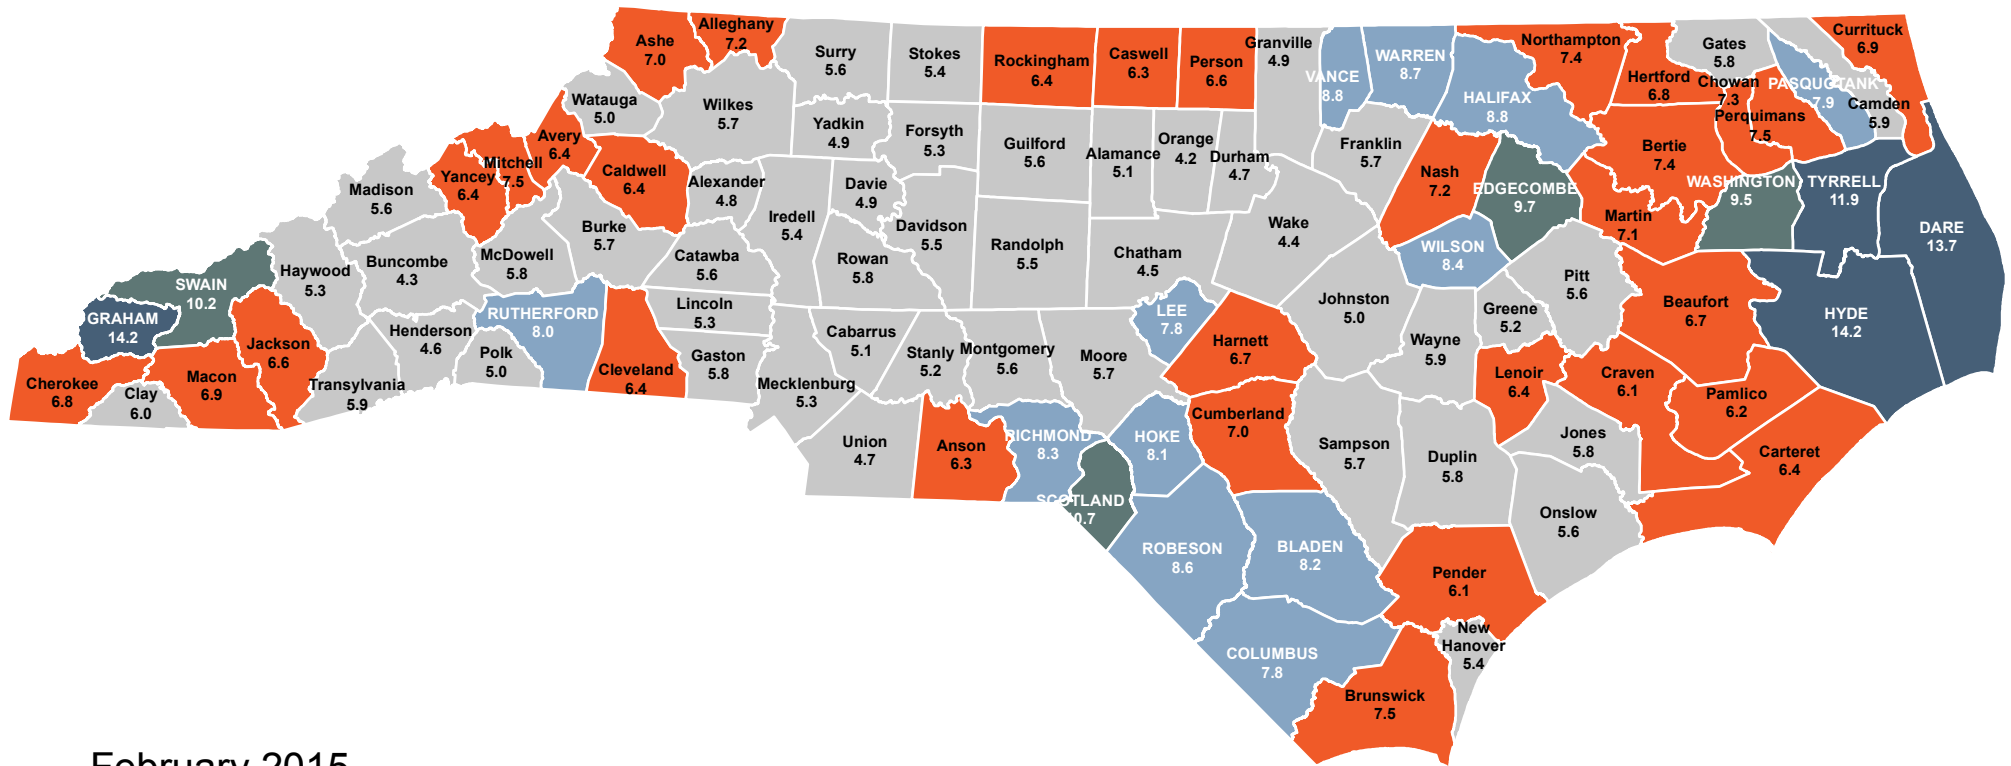 Ashe
7.0
Alleghany
7.2
Surry
5.6
Stokes
5.4
Rockingham
6.4
Caswell
6.3
Person
6.6
Granville
4.9
VANCE
8.8
WARREN
8.7
HALIFAX
8.8
Northampton
7.4
Hertford
6.8
Gates
5.8
Chowan
7.3
Perquimans
7.5
PASQUOTANK
7.9
Camden
5.9
Currituck
6.9
Watauga
5.0
Wilkes
5.7
Yadkin
4.9
Forsyth
5.3
Guilford
5.6
Alamance
5.1
Orange
4.2
Durham
4.7
Franklin
5.7
Nash
7.2
EDGECOMBE
9.7
Bertie
7.4
Martin
7.1
WASHINGTON
9.5
TYRRELL
11.9
DARE
13.7
Madison
5.6
Yancey
6.4
Mitchell
7.5
Avery
6.4
Caldwell
6.4
Alexander
4.8
Iredell
5.4
Davie
4.9
Davidson
5.5
Randolph
5.5
Chatham
4.5
Wake
4.4
WILSON
8.4
Pitt
5.6
Beaufort
6.7
HYDE
14.2
GRAHAM
14.2
SWAIN
10.2
Haywood
5.3
Buncombe
4.3
McDowell
5.8
Burke
5.7
Catawba
5.6
Rowan
5.8
LEE
7.8
Johnston
5.0
Greene
5.2
Wayne
5.9
Cherokee
6.8
Clay
6.0
Macon
6.9
Jackson
6.6
Transylvania
5.9
Henderson
4.6
Polk
5.0
RUTHERFORD
8.0
Cleveland
6.4
Lincoln
5.3
Gaston
5.8
Mecklenburg
5.3
Cabarrus
5.1
Stanly
5.2
Montgomery
5.6
Moore
5.7
Harnett
6.7
Lenoir
6.4
Craven
6.1
Pamlico
6.2
Carteret
6.4
Union
4.7
Anson
6.3
RICHMOND
8.3
SCOTLAND
10.7
HOKE
8.1
Cumberland
7.0
Sampson
5.7
Duplin
5.8
Jones
5.8
Onslow
5.6
ROBESON
8.6
BLADEN
8.2
Pender
6.1
New
Hanover
5.4
COLUMBUS
7.8
Brunswick
7.5
February 2015